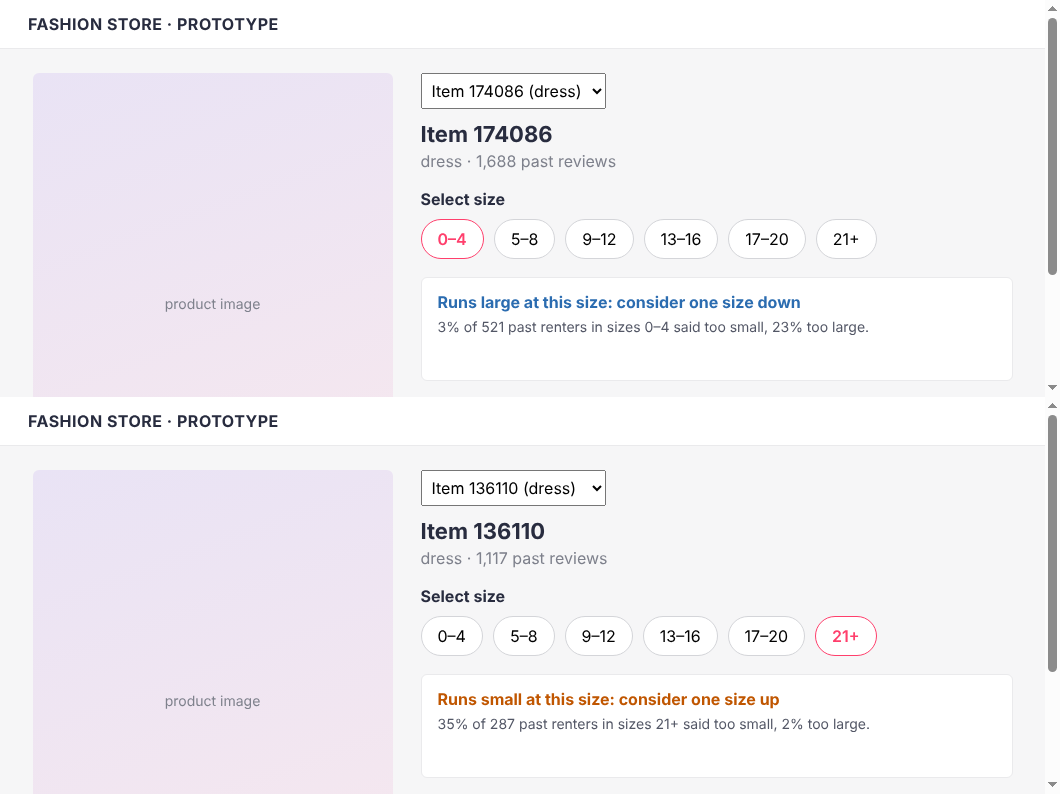 FASHION STORE · PROTOTYPE
Item 174086 (dress)
Item 174086
dress · 1,688 past reviews
Select size
0–4 5–8 9–12 13–16 17–20 21+
product image
Runs large at this size: consider one size down
3% of 521 past renters in sizes 0–4 said too small, 23% too large.
FASHION STORE · PROTOTYPE
Item 136110 (dress)
Item 136110
dress · 1,117 past reviews
Select size
0–4 5–8 9–12 13–16 17–20 21+
product image
Runs small at this size: consider one size up
35% of 287 past renters in sizes 21+ said too small, 2% too large.